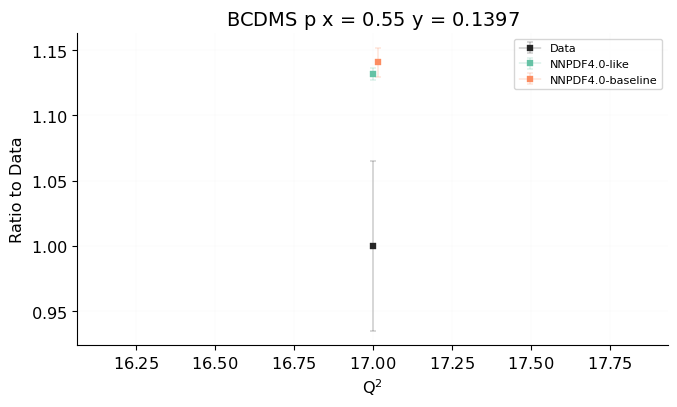 BCDMS p x = 0.55 y = 0.1397
Data
NNPDF4.0-like
NNPDF4.0-baseline
Ratio to Data
1.15
1.10
1.05
1.00
0.95
16.25 16.50 16.75 17.00 17.25 17.50 17.75
Q²